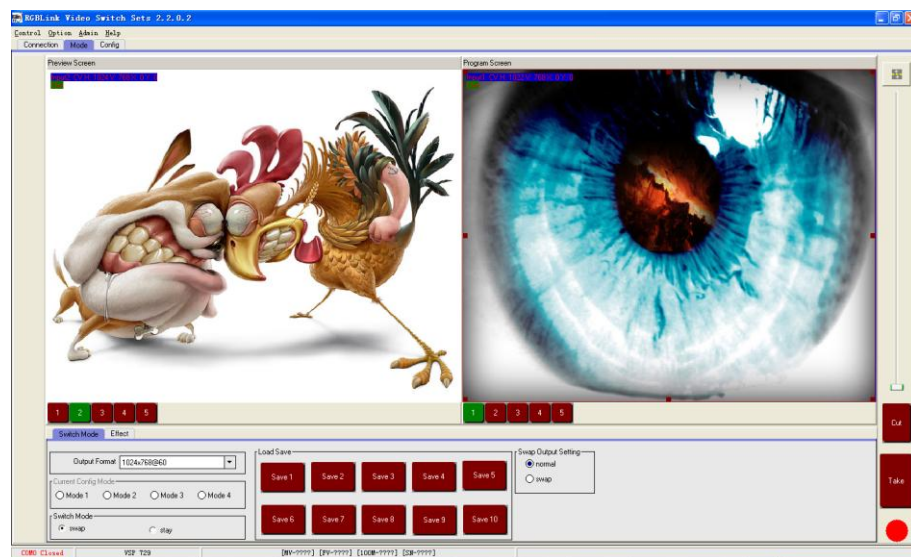 RGBLink Video Switch Sets 2.2.0.2
Control Option Admin Help
Connection Mode Config
Preview Screen
Program Screen
1 2 3 4 5
1 2 3 4 5
Cut
Take
Switch Mode Effect
Output Format 1024x768@60
Current Config Mode
Mode 1 Mode 2 Mode 3 Mode 4
Switch Mode
swap stay
Load Save
Save 1 Save 2 Save 3 Save 4 Save 5
Save 6 Save 7 Save 8 Save 9 Save 10
Swap Output Setting
normal
swap
COM0 Closed VSP 729 [MV-????] [FV-????] [100M-????] [SN-????]